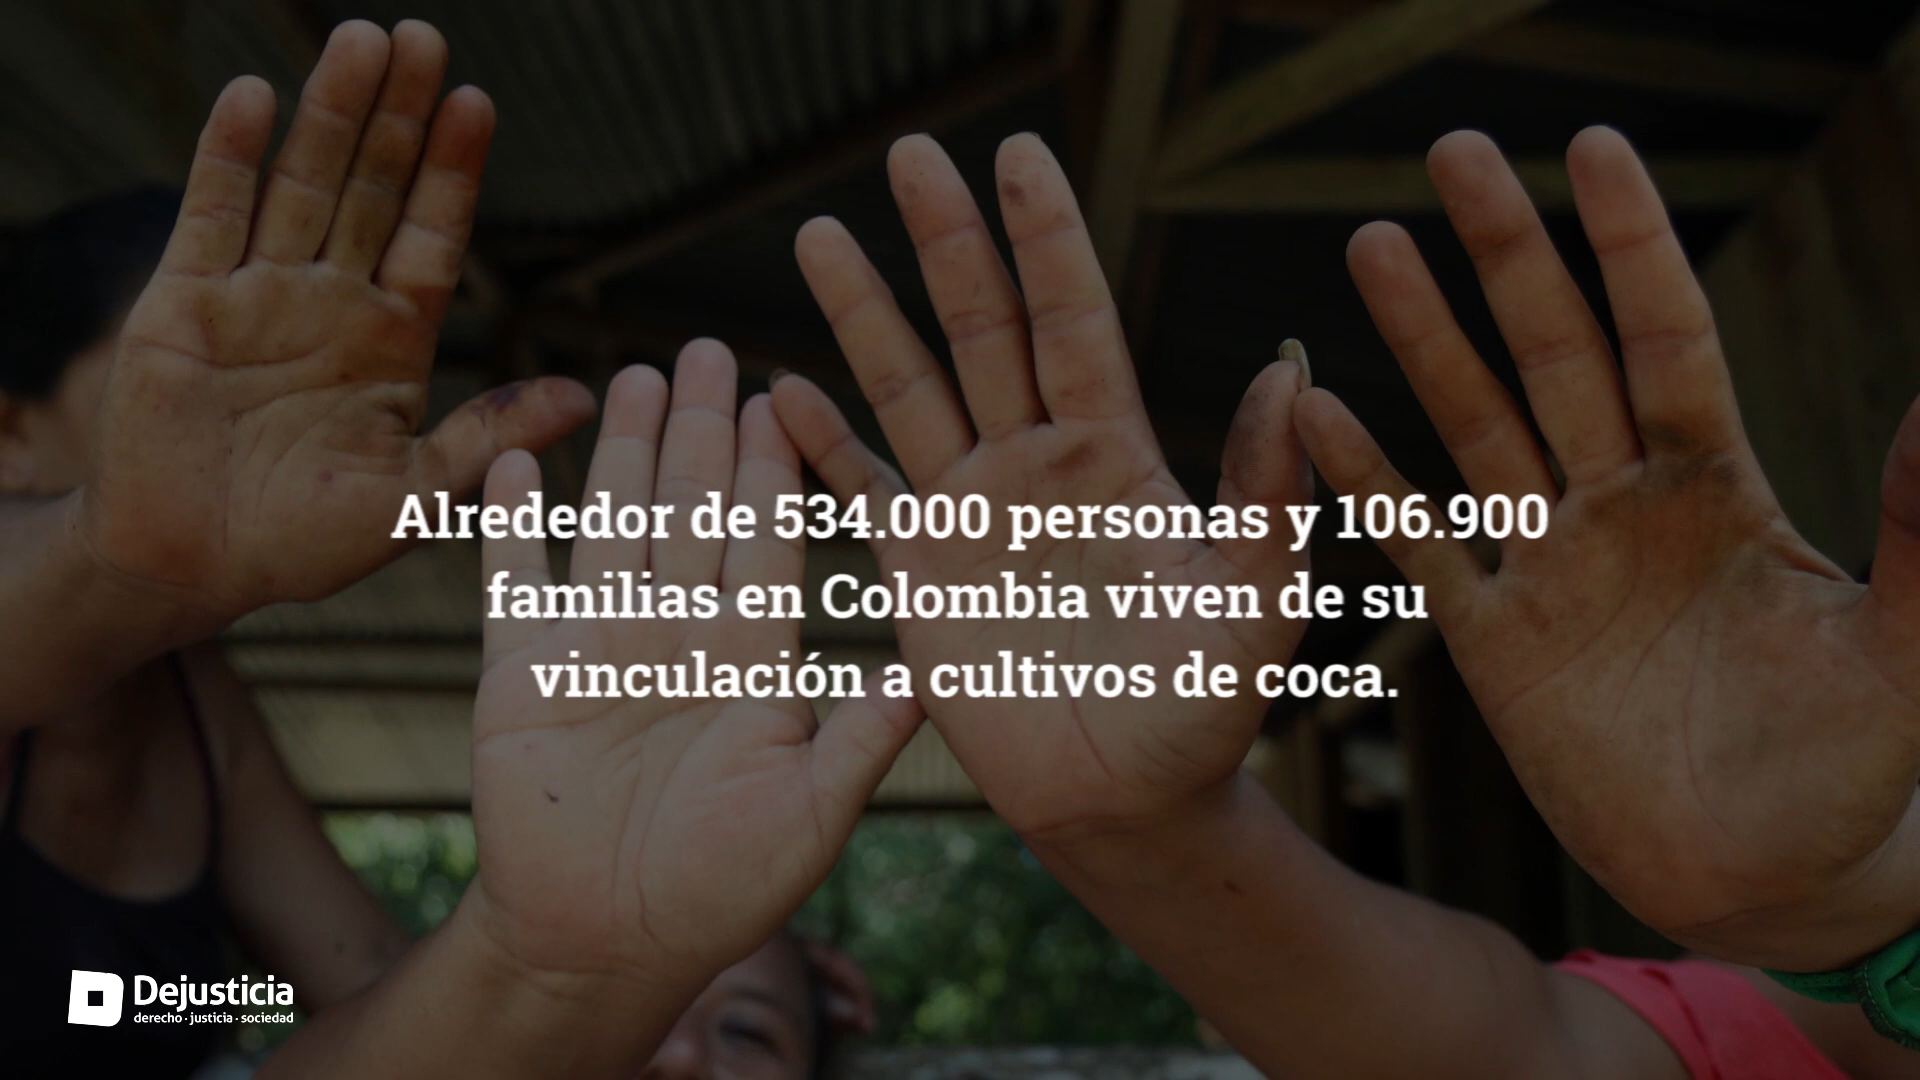 Alrededor de 534.000 personas y 106.900
familias en Colombia viven de su
vinculación a cultivos de coca.
Dejusticia
derecho · justicia · sociedad